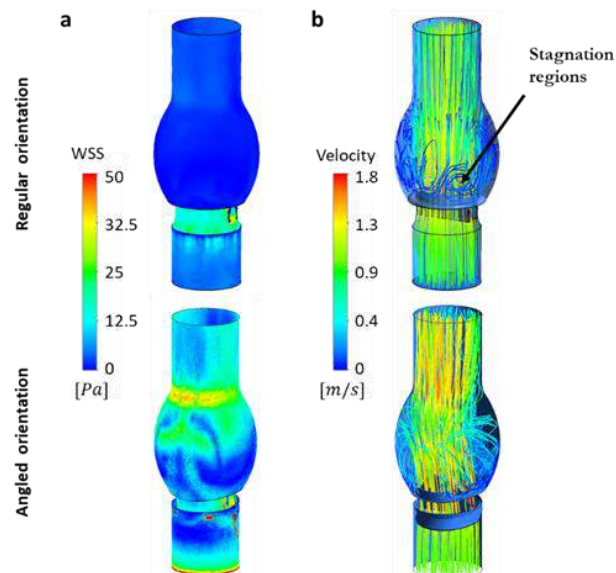 a
b
Stagnation
regions
Regular orientation
WSS
50
32.5
25
12.5
0
[Pa]
Velocity
1.8
1.3
0.9
0.4
0
[m/s]
Angled orientation